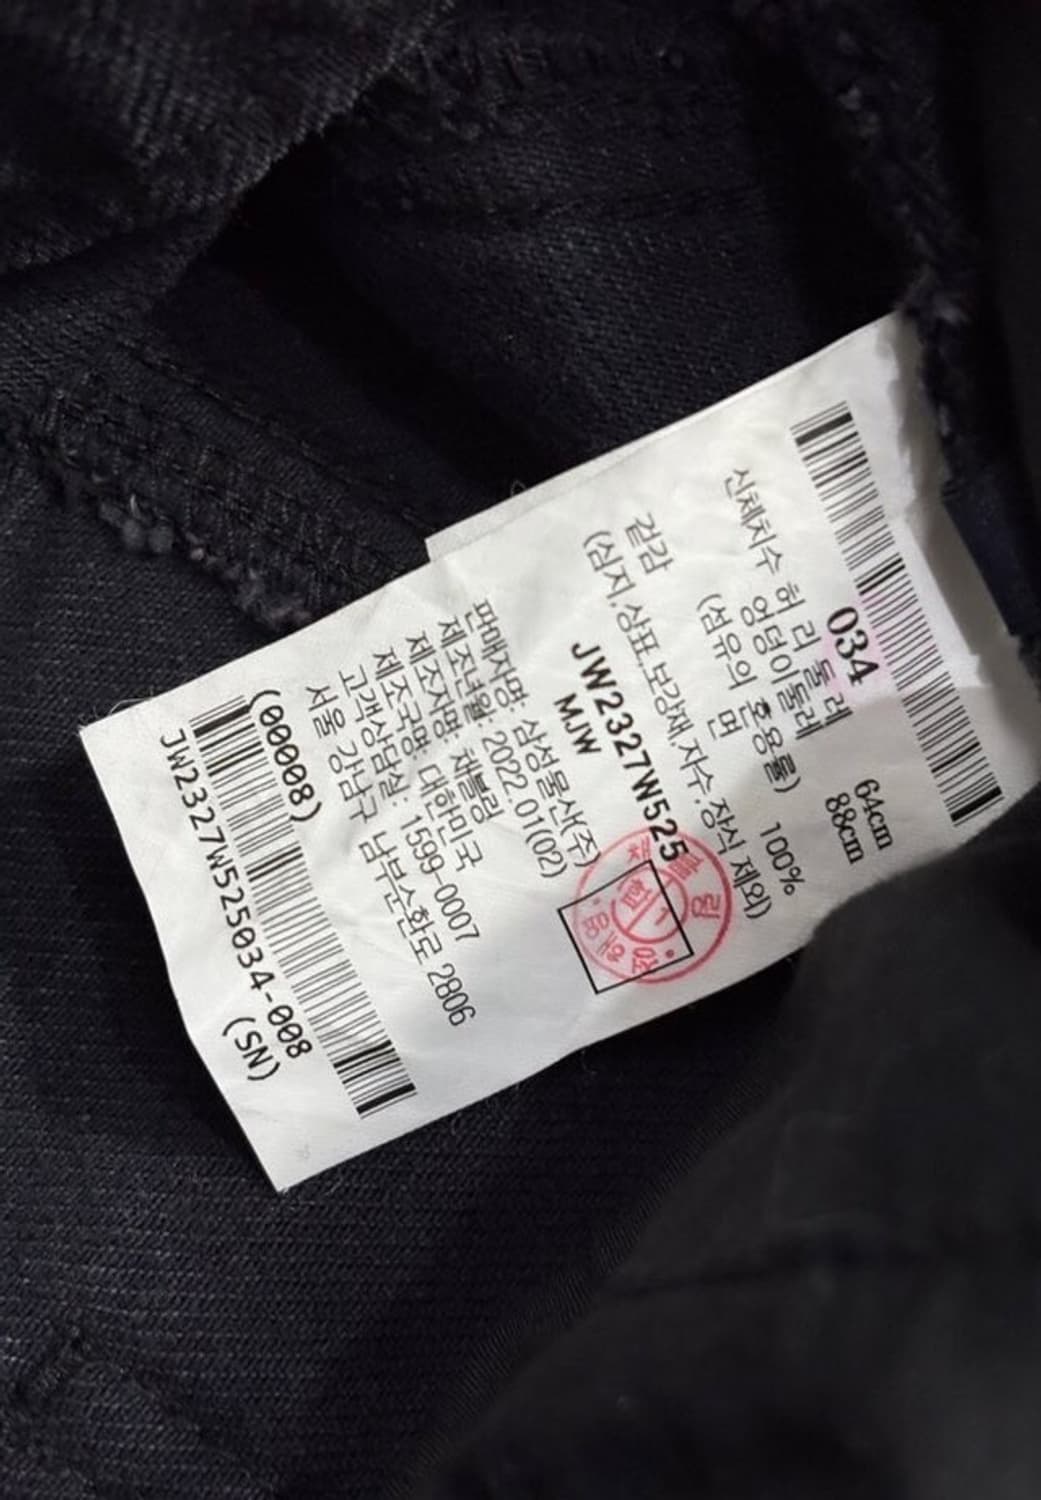 034
신체치수 허 리 둘레 64cm
엉덩이둘레 88cm
(섬유의 혼용률)
겉감 면 100%
(심지,상표,보강재,자수,장식 제외)
JW2327W525
MJW
판매자명: 삼성물산(주)
제조년월: 2022.01(02)
제조자명: 채블링
제조국명: 대한민국
고객상담실: 1599-0007
서울 강남구 남부순환로 2806
(00008)
JW2327W525034-008
(SN)